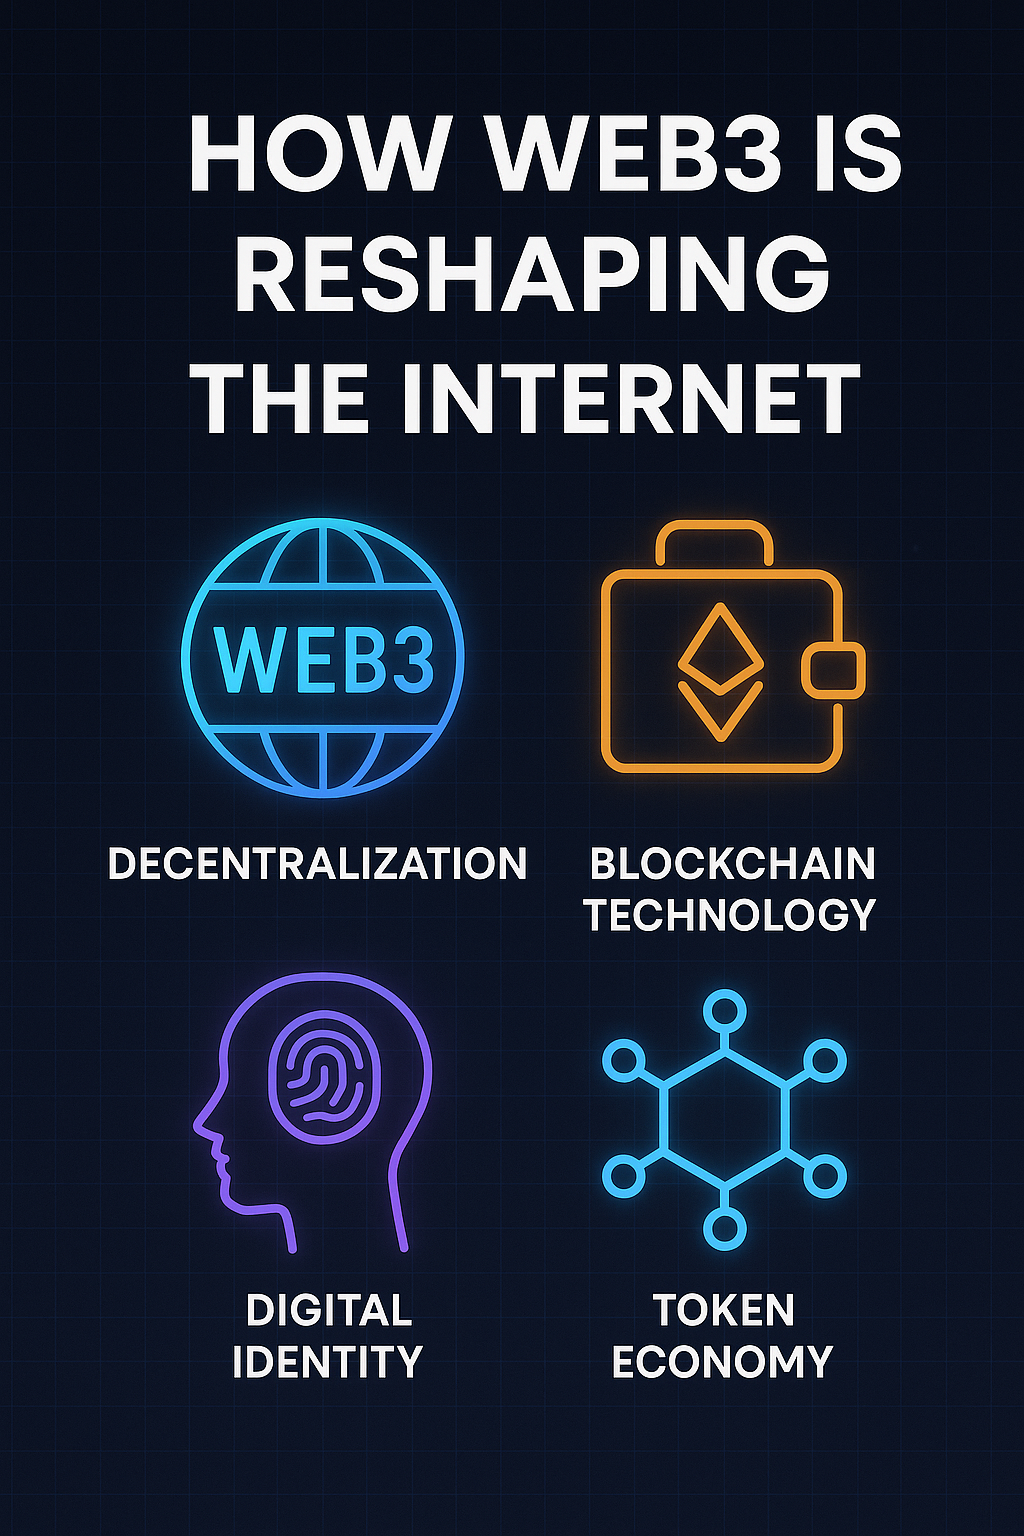 HOW WEB3 IS
RESHAPING
THE INTERNET
WEB3
DECENTRALIZATION
BLOCKCHAIN
TECHNOLOGY
DIGITAL
IDENTITY
TOKEN
ECONOMY